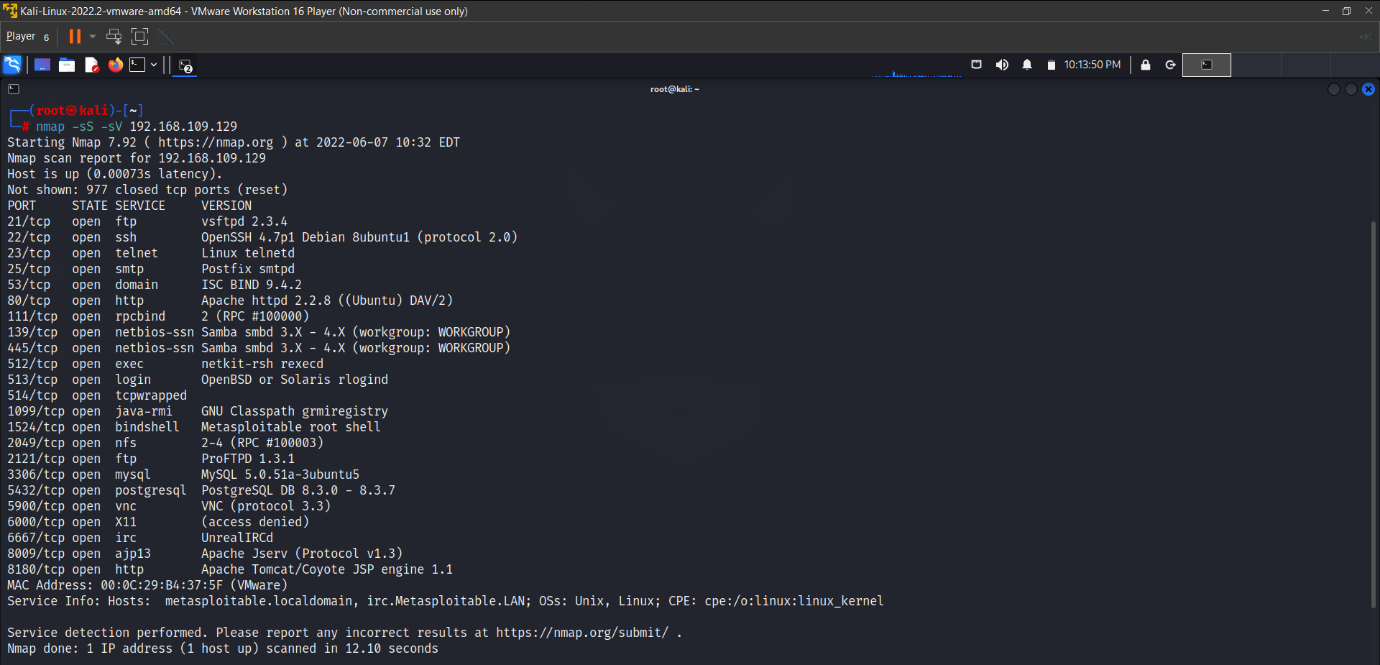 Kali-Linux-2022.2-vmware-amd64 - VMware Workstation 16 Player (Non-commercial use only)
Player 6
2
10:13:50 PM
root@kali: ~
(root㉿kali)-[~]
# nmap -sS -sV 192.168.109.129
Starting Nmap 7.92 ( https://nmap.org ) at 2022-06-07 10:32 EDT
Nmap scan report for 192.168.109.129
Host is up (0.00073s latency).
Not shown: 977 closed tcp ports (reset)
PORT     STATE SERVICE     VERSION
21/tcp   open  ftp         vsftpd 2.3.4
22/tcp   open  ssh         OpenSSH 4.7p1 Debian 8ubuntu1 (protocol 2.0)
23/tcp   open  telnet      Linux telnetd
25/tcp   open  smtp        Postfix smtpd
53/tcp   open  domain      ISC BIND 9.4.2
80/tcp   open  http        Apache httpd 2.2.8 ((Ubuntu) DAV/2)
111/tcp  open  rpcbind     2 (RPC #100000)
139/tcp  open  netbios-ssn Samba smbd 3.X - 4.X (workgroup: WORKGROUP)
445/tcp  open  netbios-ssn Samba smbd 3.X - 4.X (workgroup: WORKGROUP)
512/tcp  open  exec        netkit-rsh rexecd
513/tcp  open  login       OpenBSD or Solaris rlogind
514/tcp  open  tcpwrapped
1099/tcp open  java-rmi    GNU Classpath grmiregistry
1524/tcp open  bindshell   Metasploitable root shell
2049/tcp open  nfs         2-4 (RPC #100003)
2121/tcp open  ftp         ProFTPD 1.3.1
3306/tcp open  mysql       MySQL 5.0.51a-3ubuntu5
5432/tcp open  postgresql  PostgreSQL DB 8.3.0 - 8.3.7
5900/tcp open  vnc         VNC (protocol 3.3)
6000/tcp open  X11         (access denied)
6667/tcp open  irc         UnrealIRCd
8009/tcp open  ajp13       Apache Jserv (Protocol v1.3)
8180/tcp open  http        Apache Tomcat/Coyote JSP engine 1.1
MAC Address: 00:0C:29:B4:37:5F (VMware)
Service Info: Hosts:  metasploitable.localdomain, irc.Metasploitable.LAN; OSs: Unix, Linux; CPE: cpe:/o:linux:linux_kernel
Service detection performed. Please report any incorrect results at https://nmap.org/submit/ .
Nmap done: 1 IP address (1 host up) scanned in 12.10 seconds